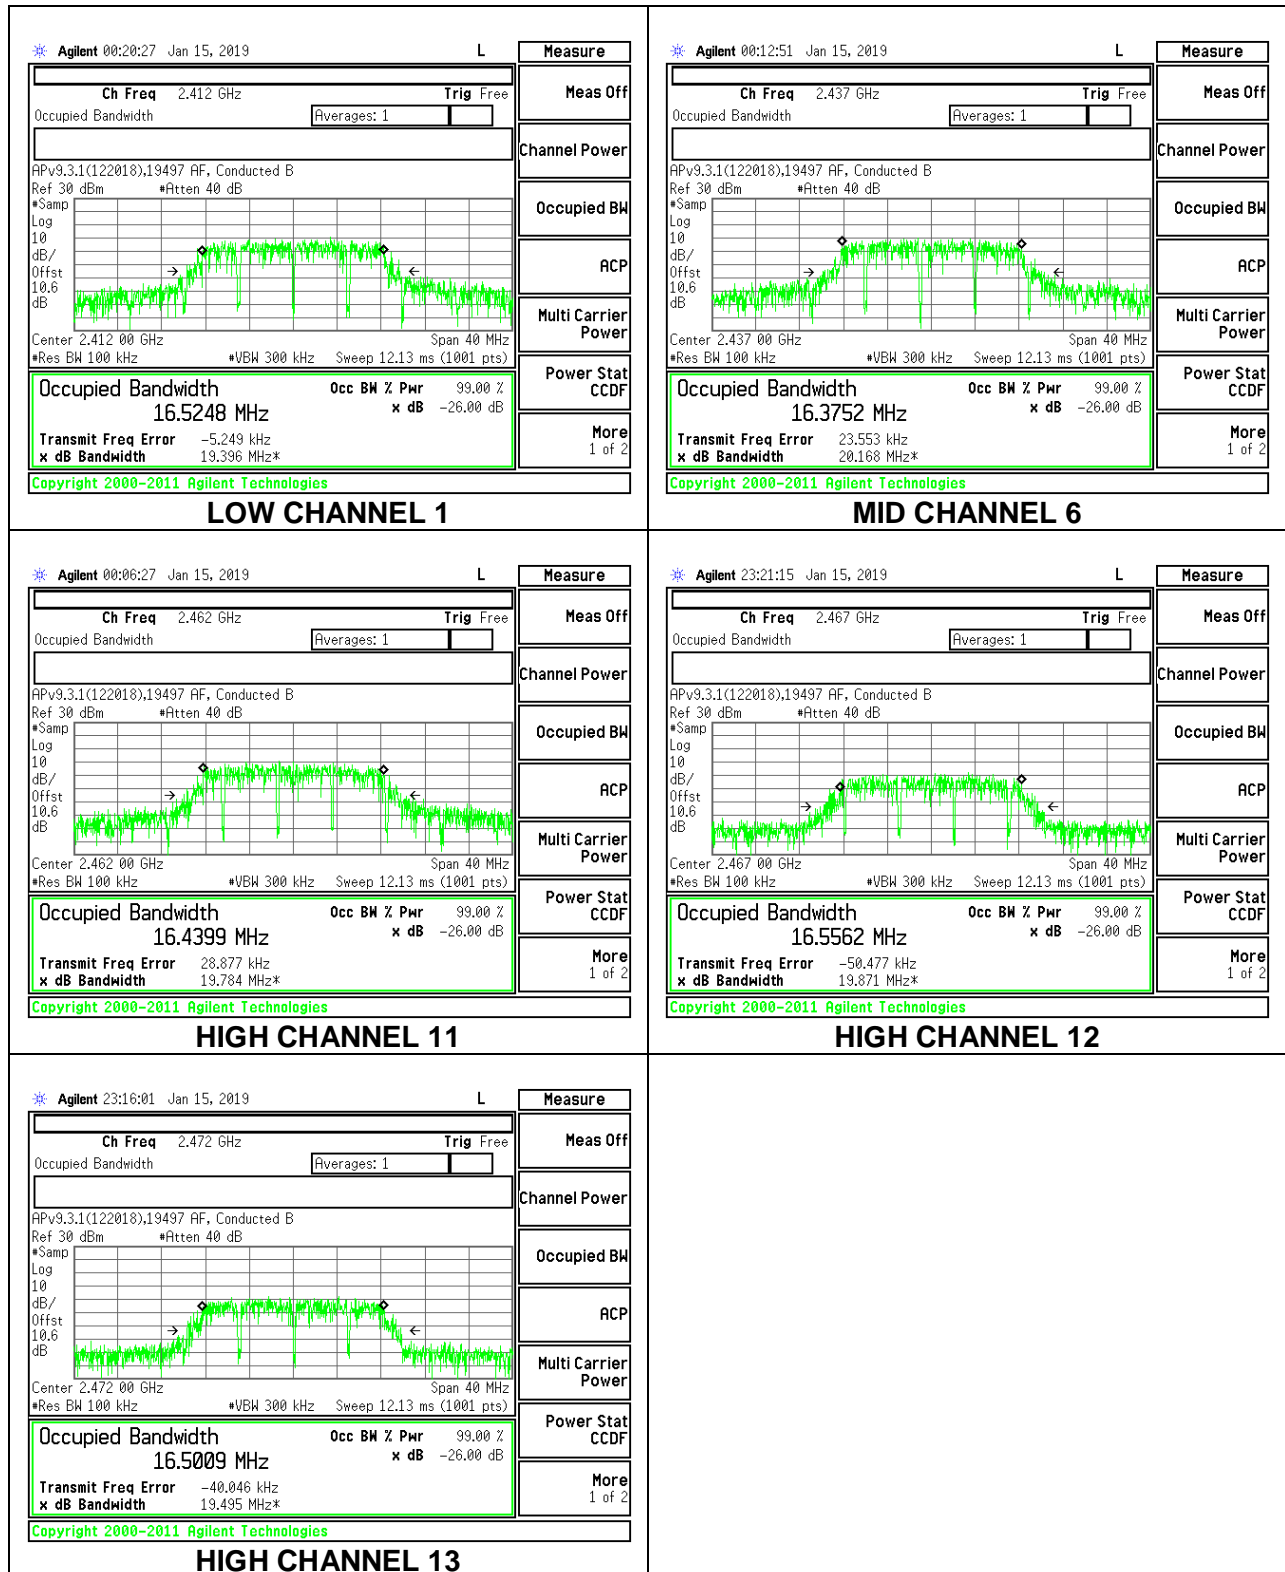 Agilent 00:20:27 Jan 15, 2019 L Measure
Ch Freq 2.412 GHz Trig Free
Occupied Bandwidth Averages: 1
APv9.3.1(122018),19497 AF, Conducted B
Ref 30 dBm #Atten 40 dB
#Samp
Log
10
dB/
Offst
10.6
dB
Center 2.412 00 GHz Span 40 MHz
#Res BW 100 kHz #VBW 300 kHz Sweep 12.13 ms (1001 pts)
Occupied Bandwidth Occ BW % Pwr 99.00 %
16.5248 MHz x dB -26.00 dB
Transmit Freq Error -5.249 kHz
x dB Bandwidth 19.396 MHz*
Copyright 2000-2011 Agilent Technologies
Meas Off
Channel Power
Occupied BW
ACP
Multi Carrier
Power
Power Stat
CCDF
More
1 of 2
LOW CHANNEL 1
Agilent 00:12:51 Jan 15, 2019 L Measure
Ch Freq 2.437 GHz Trig Free
Occupied Bandwidth Averages: 1
APv9.3.1(122018),19497 AF, Conducted B
Ref 30 dBm #Atten 40 dB
#Samp
Log
10
dB/
Offst
10.6
dB
Center 2.437 00 GHz Span 40 MHz
#Res BW 100 kHz #VBW 300 kHz Sweep 12.13 ms (1001 pts)
Occupied Bandwidth Occ BW % Pwr 99.00 %
16.3752 MHz x dB -26.00 dB
Transmit Freq Error 23.553 kHz
x dB Bandwidth 20.168 MHz*
Copyright 2000-2011 Agilent Technologies
Meas Off
Channel Power
Occupied BW
ACP
Multi Carrier
Power
Power Stat
CCDF
More
1 of 2
MID CHANNEL 6
Agilent 00:06:27 Jan 15, 2019 L Measure
Ch Freq 2.462 GHz Trig Free
Occupied Bandwidth Averages: 1
APv9.3.1(122018),19497 AF, Conducted B
Ref 30 dBm #Atten 40 dB
#Samp
Log
10
dB/
Offst
10.6
dB
Center 2.462 00 GHz Span 40 MHz
#Res BW 100 kHz #VBW 300 kHz Sweep 12.13 ms (1001 pts)
Occupied Bandwidth Occ BW % Pwr 99.00 %
16.4399 MHz x dB -26.00 dB
Transmit Freq Error 28.877 kHz
x dB Bandwidth 19.784 MHz*
Copyright 2000-2011 Agilent Technologies
Meas Off
Channel Power
Occupied BW
ACP
Multi Carrier
Power
Power Stat
CCDF
More
1 of 2
HIGH CHANNEL 11
Agilent 23:21:15 Jan 15, 2019 L Measure
Ch Freq 2.467 GHz Trig Free
Occupied Bandwidth Averages: 1
APv9.3.1(122018),19497 AF, Conducted B
Ref 30 dBm #Atten 40 dB
#Samp
Log
10
dB/
Offst
10.6
dB
Center 2.467 00 GHz Span 40 MHz
#Res BW 100 kHz #VBW 300 kHz Sweep 12.13 ms (1001 pts)
Occupied Bandwidth Occ BW % Pwr 99.00 %
16.5562 MHz x dB -26.00 dB
Transmit Freq Error -50.477 kHz
x dB Bandwidth 19.871 MHz*
Copyright 2000-2011 Agilent Technologies
Meas Off
Channel Power
Occupied BW
ACP
Multi Carrier
Power
Power Stat
CCDF
More
1 of 2
HIGH CHANNEL 12
Agilent 23:16:01 Jan 15, 2019 L Measure
Ch Freq 2.472 GHz Trig Free
Occupied Bandwidth Averages: 1
APv9.3.1(122018),19497 AF, Conducted B
Ref 30 dBm #Atten 40 dB
#Samp
Log
10
dB/
Offst
10.6
dB
Center 2.472 00 GHz Span 40 MHz
#Res BW 100 kHz #VBW 300 kHz Sweep 12.13 ms (1001 pts)
Occupied Bandwidth Occ BW % Pwr 99.00 %
16.5009 MHz x dB -26.00 dB
Transmit Freq Error -40.046 kHz
x dB Bandwidth 19.495 MHz*
Copyright 2000-2011 Agilent Technologies
Meas Off
Channel Power
Occupied BW
ACP
Multi Carrier
Power
Power Stat
CCDF
More
1 of 2
HIGH CHANNEL 13